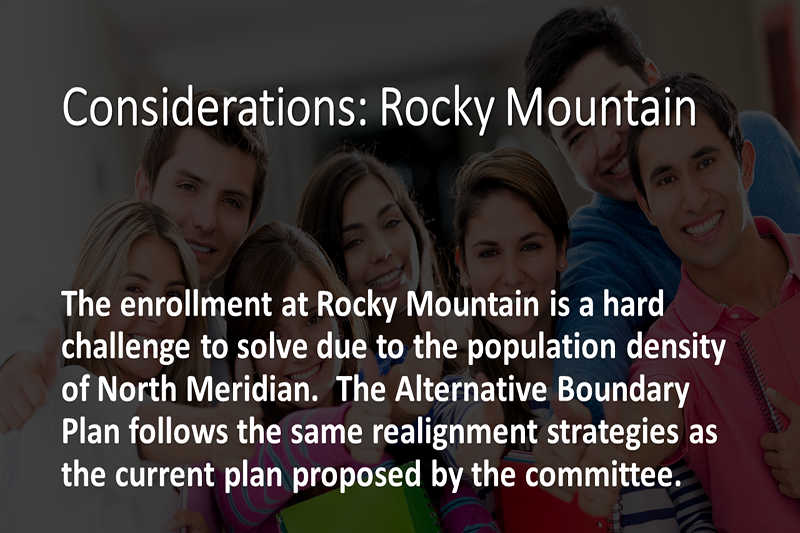 Considerations: Rocky Mountain
The enrollment at Rocky Mountain is a hard
challenge to solve due to the population density
of North Meridian.  The Alternative Boundary
Plan follows the same realignment strategies as
the current plan proposed by the committee.